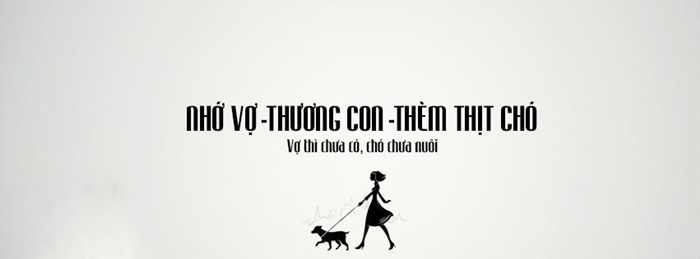 NHỚ VỢ -THƯƠNG CON -THÈM THỊT CHÓ
Vợ thì chưa có, chó chưa nuôi